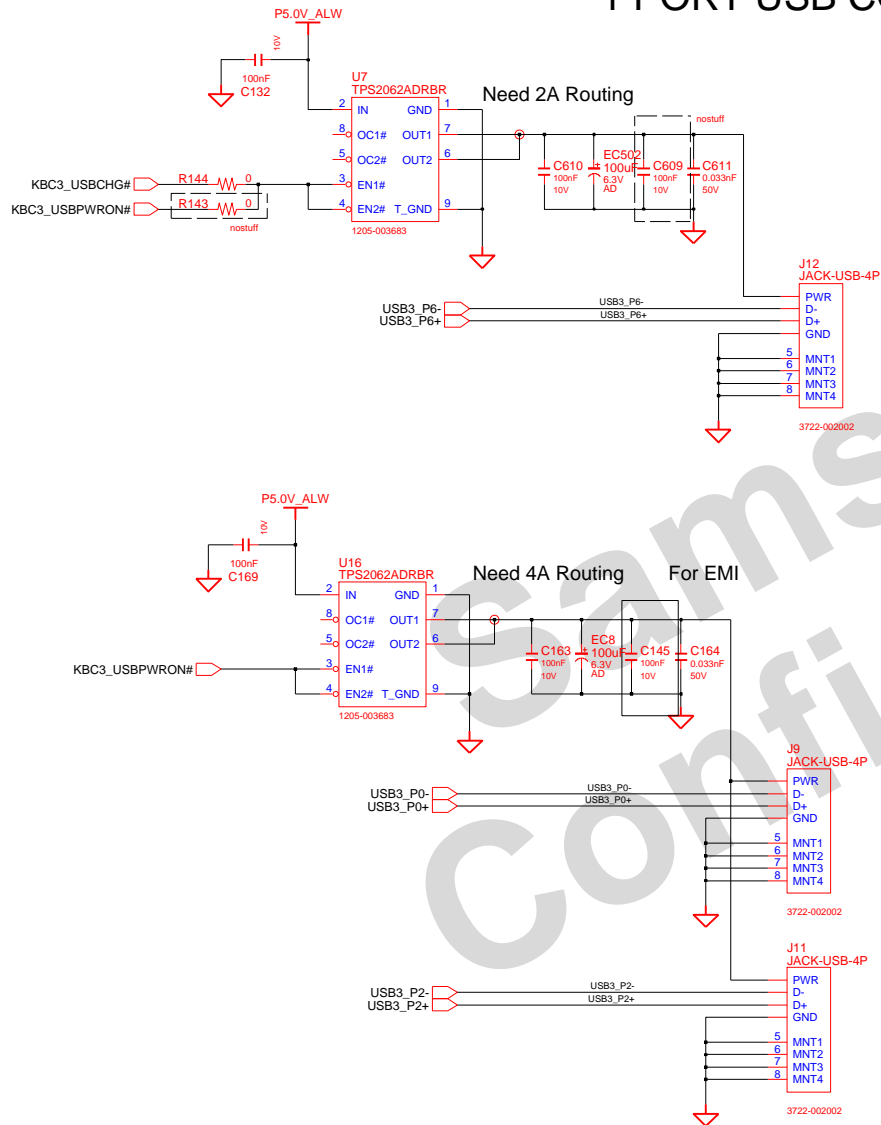 1 PORT USB Co
P5.0V_ALW
10V
100nF
C132
U7
TPS2062ADRBR
Need 2A Routing
nostuff
2 IN GND 1
8 OC1# OUT1 7
5 OC2# OUT2 6
3 EN1#
4 EN2# T_GND 9
1205-003683
KBC3_USBCHG#
R144 0
KBC3_USBPWRON#
R143 0
nostuff
C610
100nF
10V
EC502
100uF
6.3V
AD
C609
100nF
10V
C611
0.033nF
50V
J12
JACK-USB-4P
USB3_P6- USB3_P6-
USB3_P6+ USB3_P6+
PWR
D-
D+
GND
5 MNT1
6 MNT2
7 MNT3
8 MNT4
3722-002002
P5.0V_ALW
10V
100nF
C169
U16
TPS2062ADRBR
Need 4A Routing
For EMI
2 IN GND 1
8 OC1# OUT1 7
5 OC2# OUT2 6
3 EN1#
4 EN2# T_GND 9
1205-003683
KBC3_USBPWRON#
C163
100nF
10V
EC8
100uF
6.3V
AD
C145
100nF
10V
C164
0.033nF
50V
J9
JACK-USB-4P
USB3_P0- USB3_P0-
USB3_P0+ USB3_P0+
PWR
D-
D+
GND
5 MNT1
6 MNT2
7 MNT3
8 MNT4
3722-002002
J11
JACK-USB-4P
USB3_P2- USB3_P2-
USB3_P2+ USB3_P2+
PWR
D-
D+
GND
5 MNT1
6 MNT2
7 MNT3
8 MNT4
3722-002002
Sams
Confi